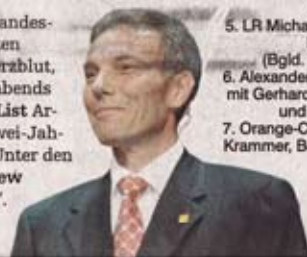 andes-
ten
rzblut,
abends
List Ar-
wei-Jah-
Unter den
ew
".
5. LR Micha
(Bgld.
6. Alexande
mit Gerhard
und
7. Orange-C
Krammer, B